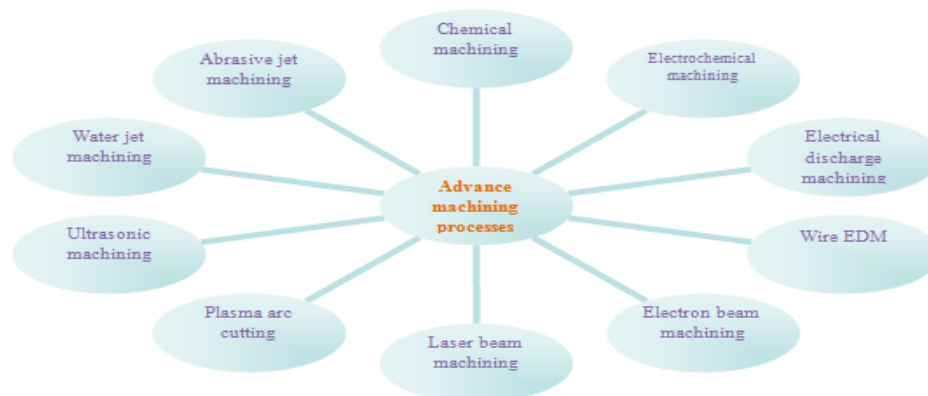 Chemical
machining
Electrochemical
machining
Electrical
discharge
machining
Wire EDM
Electron beam
machining
Laser beam
machining
Plasma arc
cutting
Ultrasonic
machining
Water jet
machining
Abrasive jet
machining
Advance
machining
processes